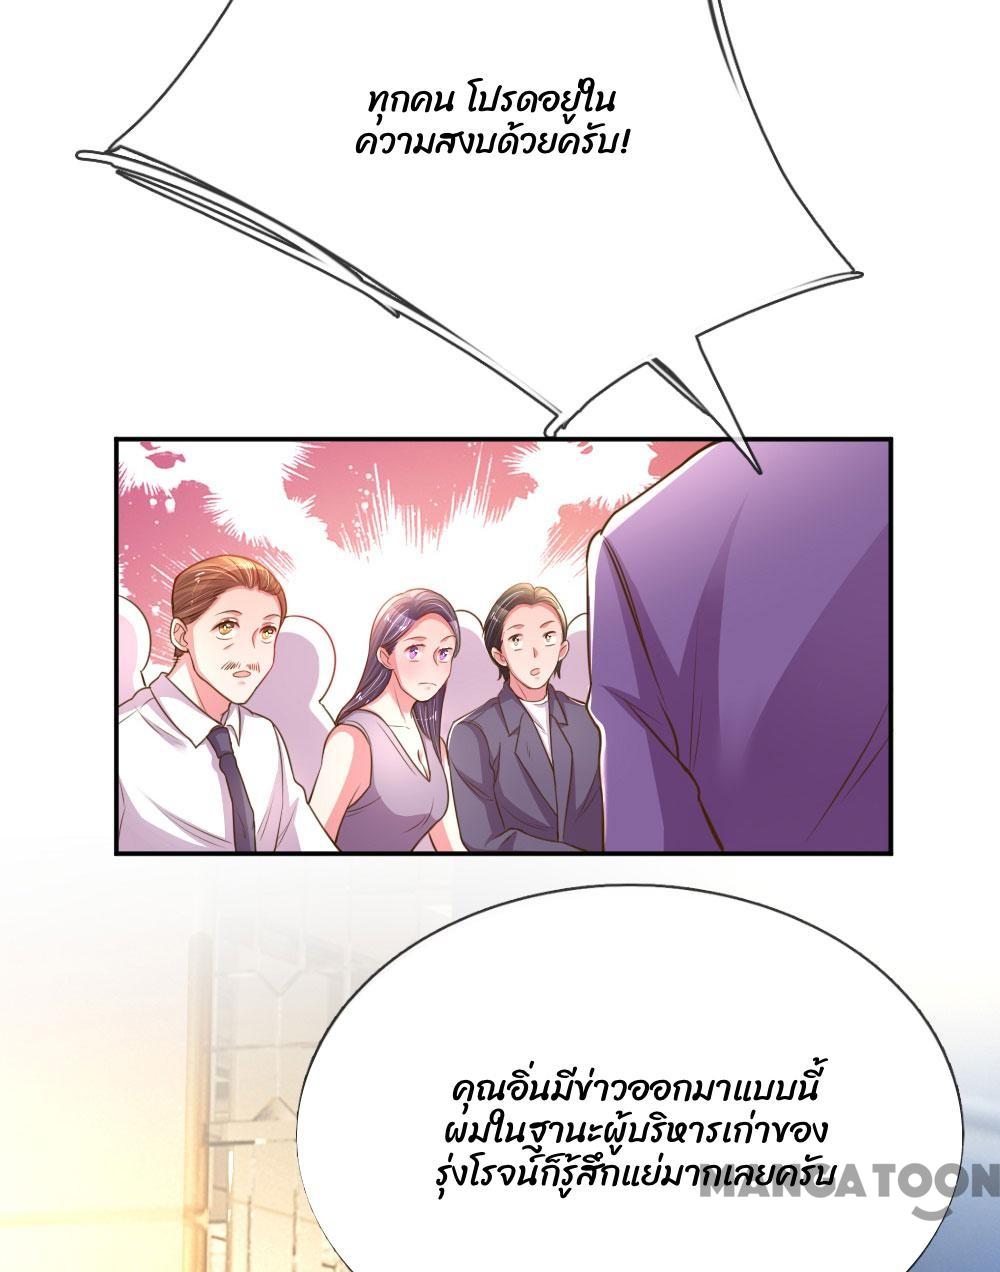 ทุกคน โปรดอยู่ใน
ความสงบด้วยครับ!
คุณอิ่นมีข่าวออกมาแบบนี้
ผมในฐานะผู้บริหารเก่าของ
รุ่งโรจน์ก็รู้สึกแย่มากเลยครับ
MANGATOON